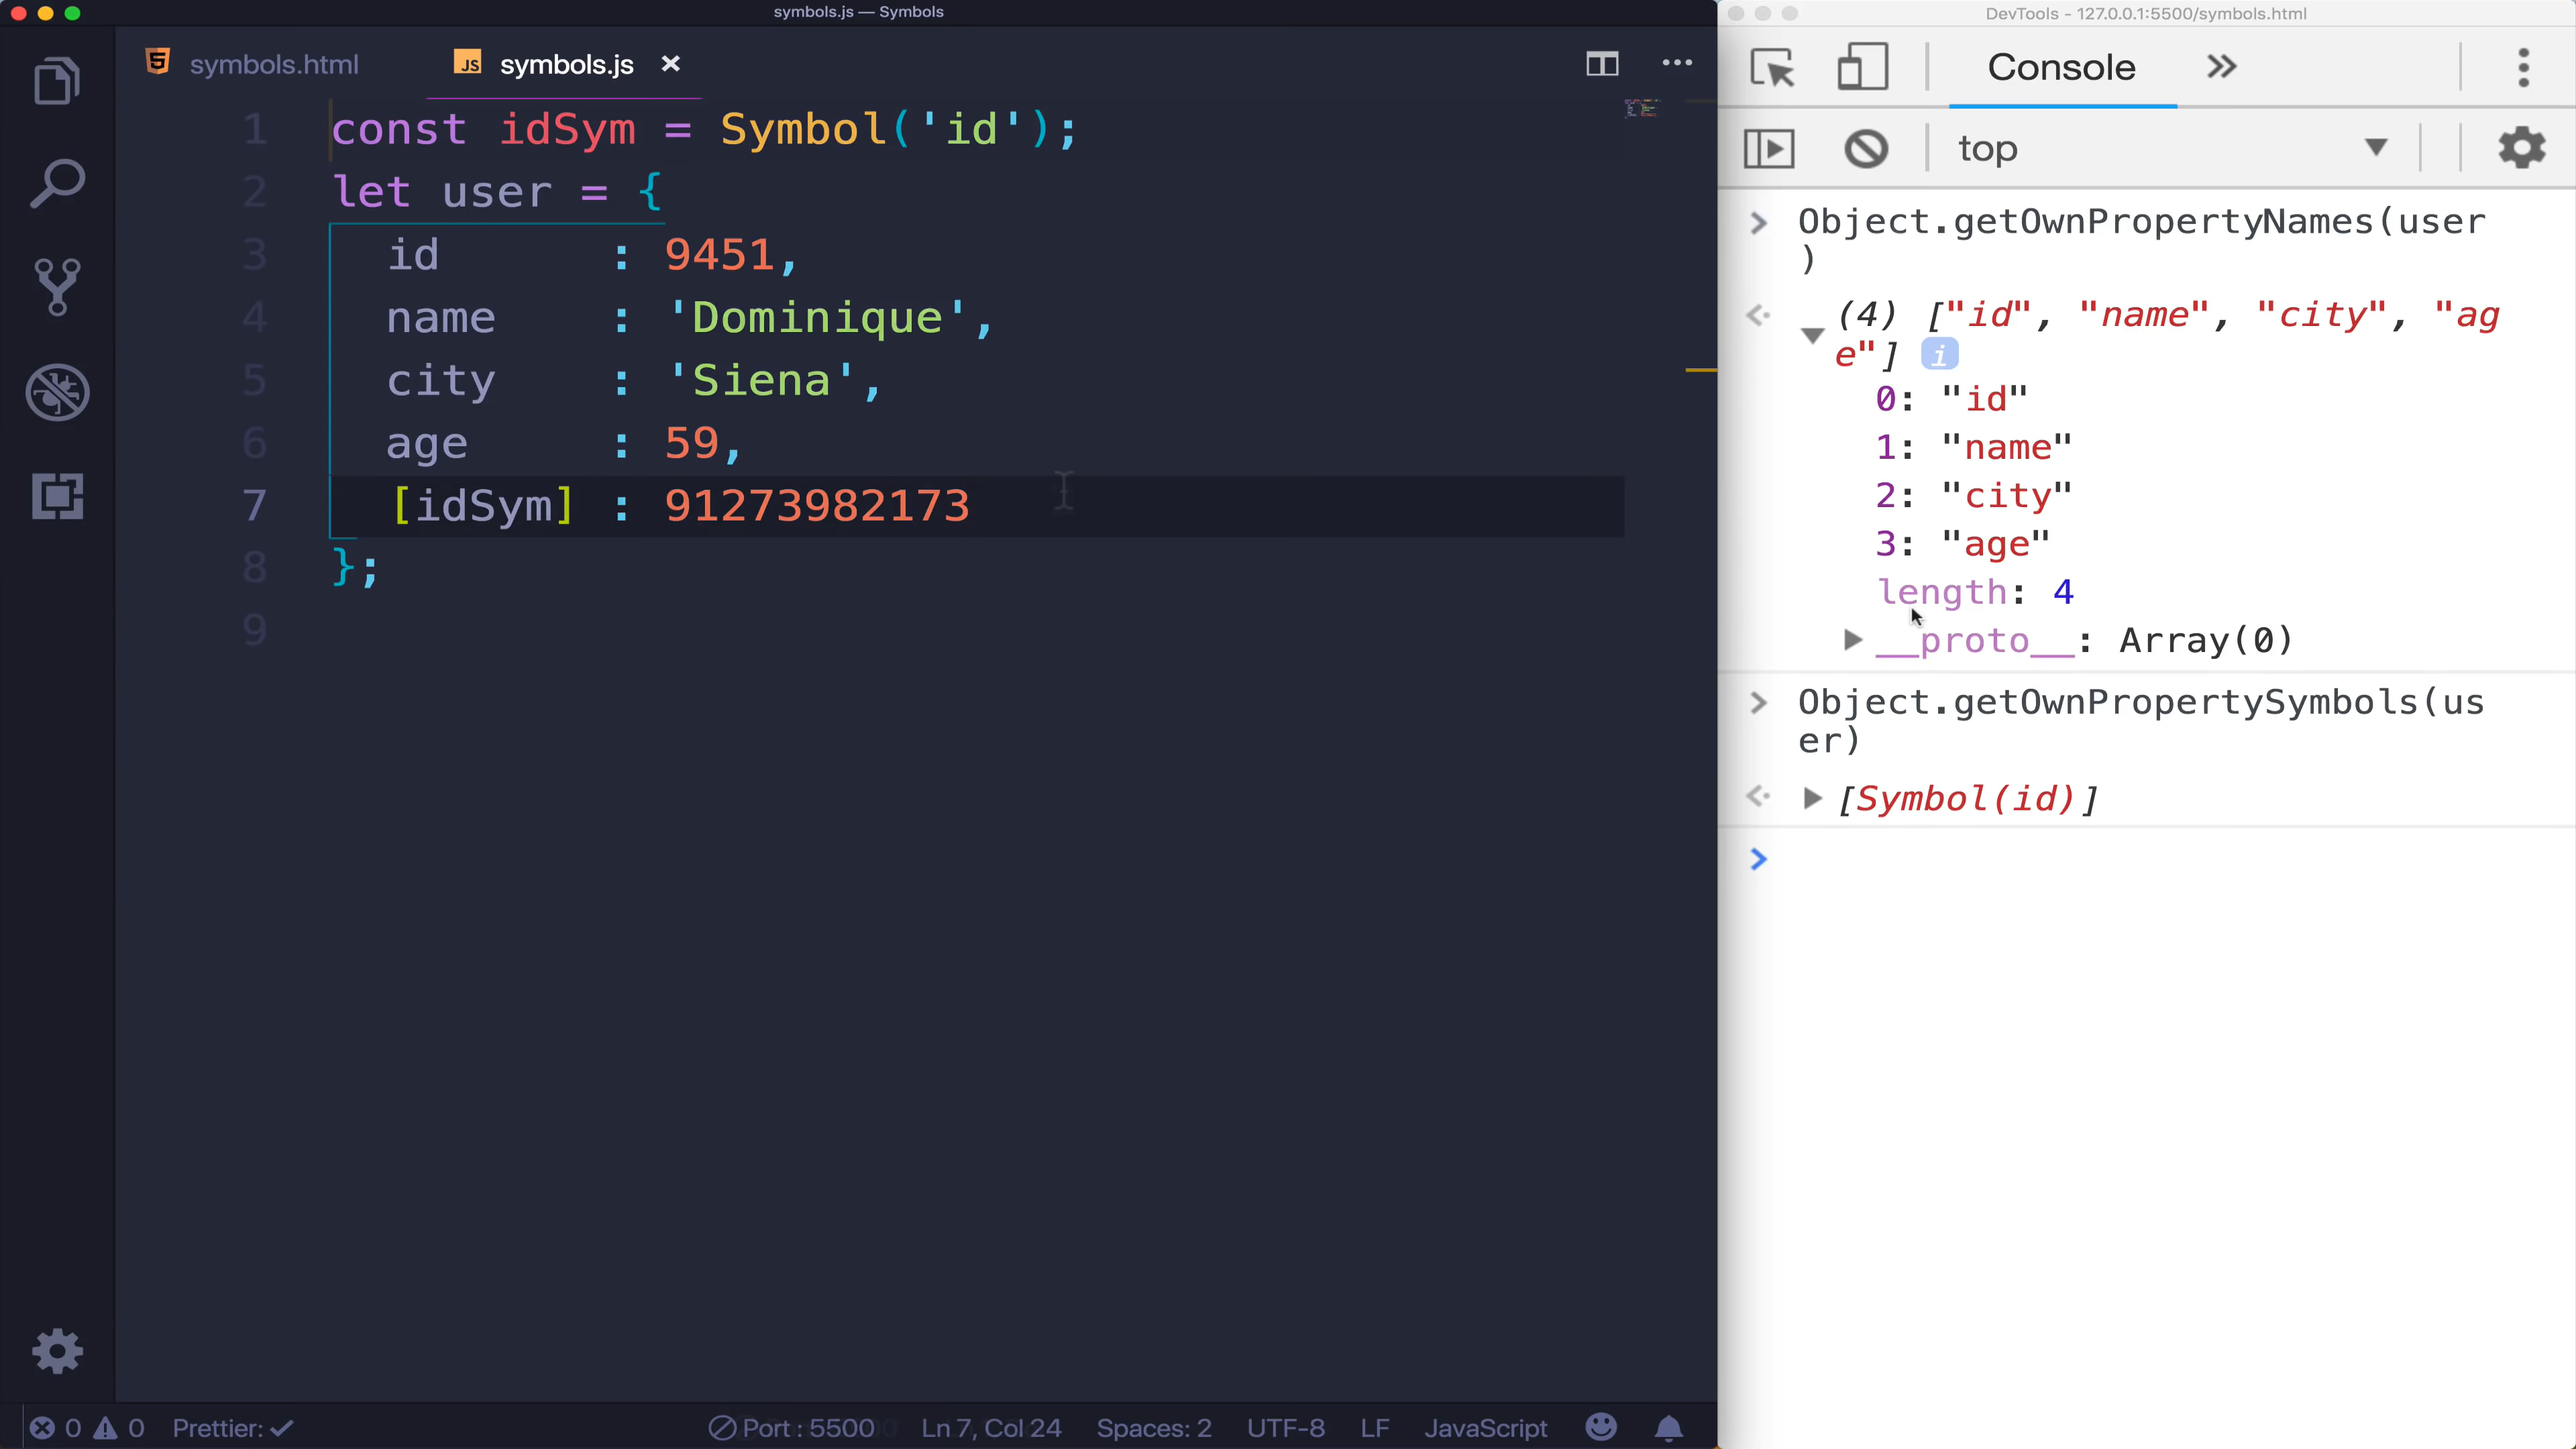 symbols.js — Symbols
symbols.html
JS symbols.js ×
1 const idSym = Symbol('id');
2 let user = {
3 id : 9451,
4 name : 'Dominique',
5 city : 'Siena',
6 age : 59,
7 [idSym] : 91273982173
8 };
9
0 0 Prettier: ✓ Port : 5500 Ln 7, Col 24 Spaces: 2 UTF-8 LF JavaScript
DevTools - 127.0.0.1:5500/symbols.html
Console »
top
> Object.getOwnPropertyNames(user
)
(4) ["id", "name", "city", "ag
e"] i
0: "id"
1: "name"
2: "city"
3: "age"
length: 4
__proto__: Array(0)
> Object.getOwnPropertySymbols(us
er)
[Symbol(id)]
>